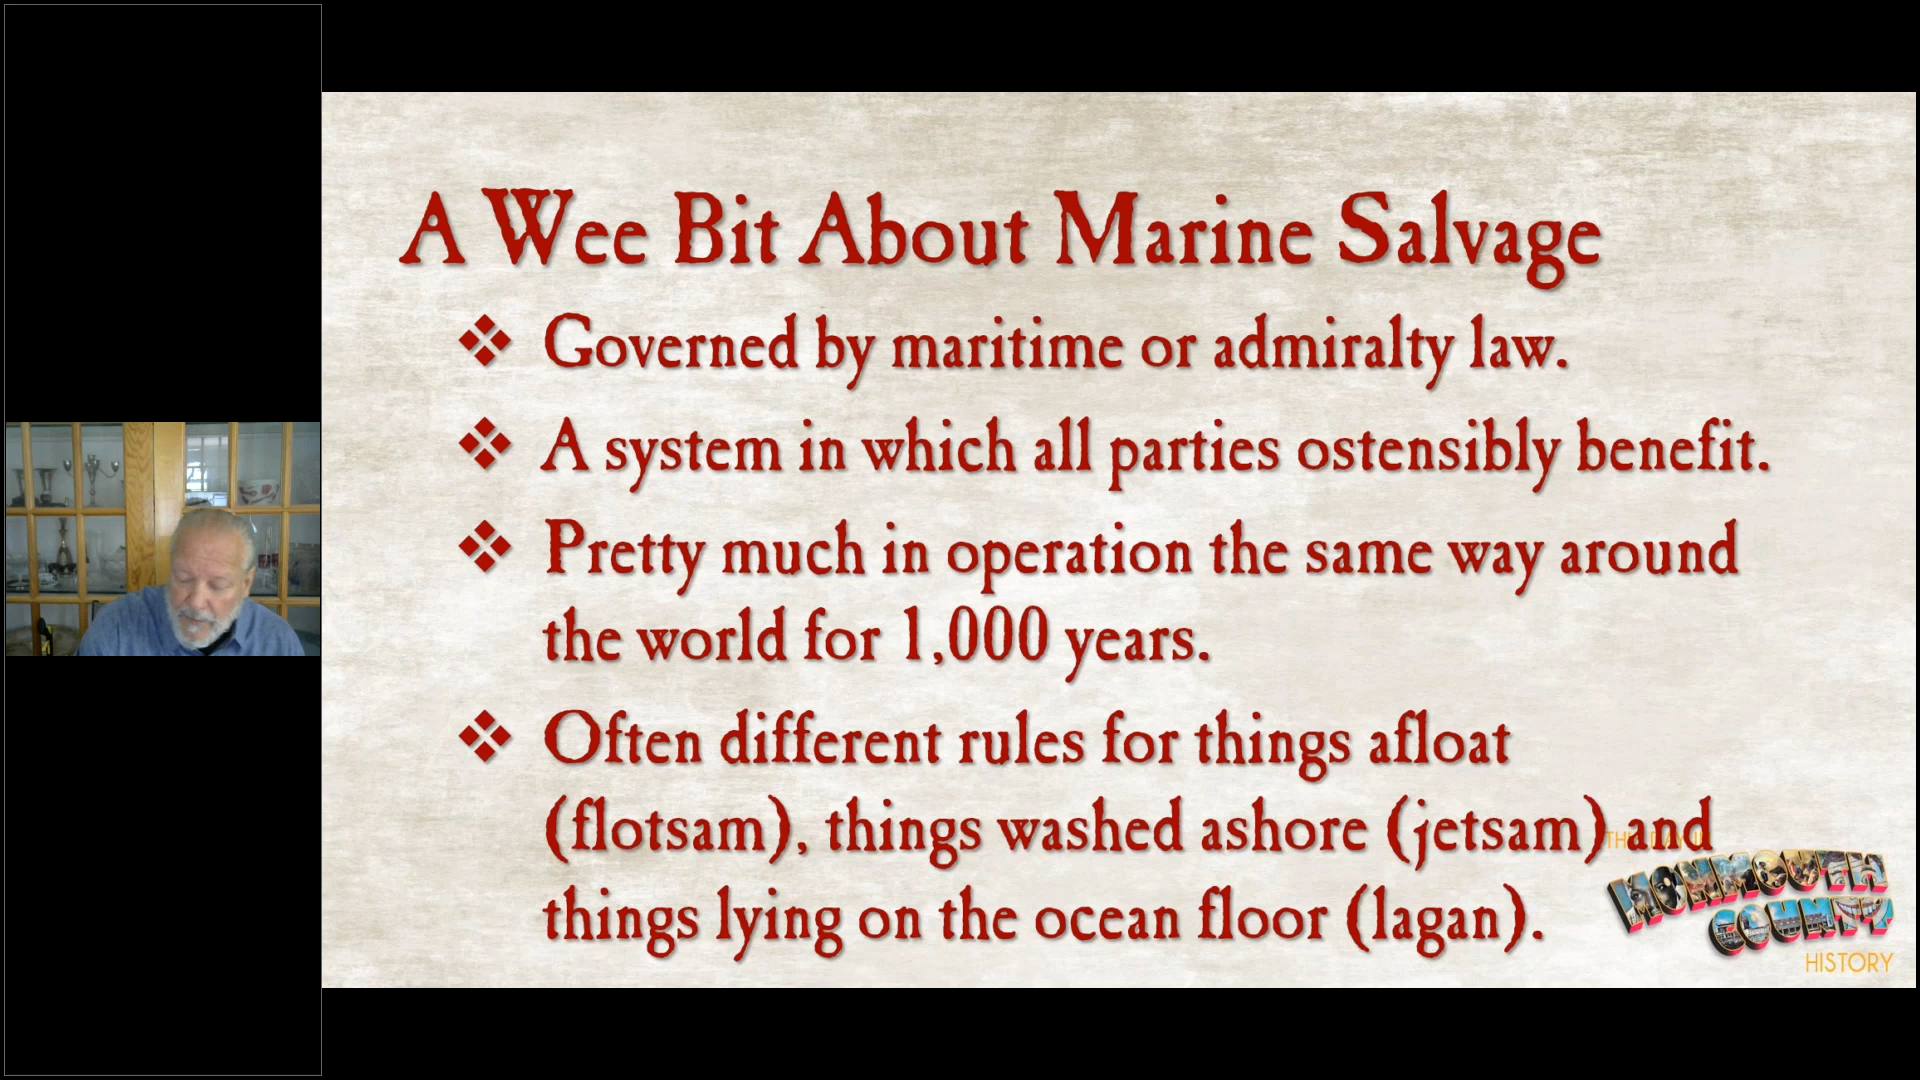 A Wee Bit About Marine Salvage
❖ Governed by maritime or admiralty law.
❖ A system in which all parties ostensibly benefit.
❖ Pretty much in operation the same way around
the world for 1,000 years.
❖ Often different rules for things afloat
(flotsam), things washed ashore (jetsam) and
things lying on the ocean floor (lagan).
MONMOUTH
COUNTY
HISTORY